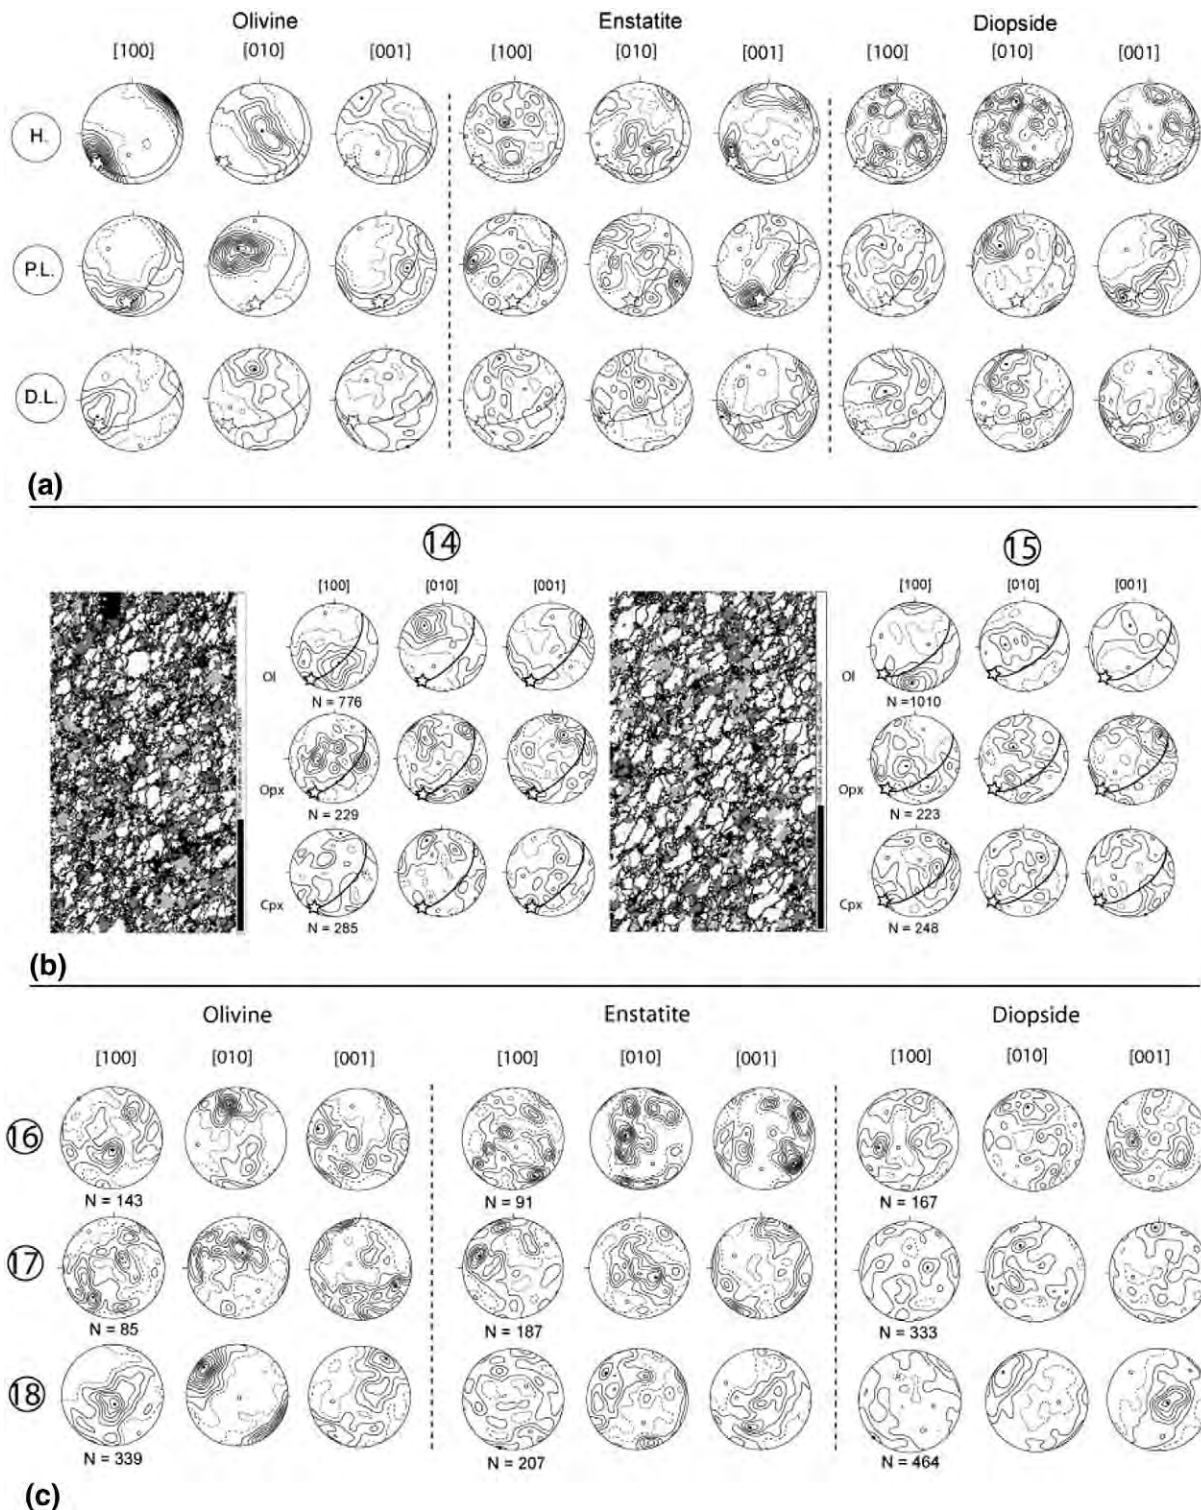 Olivine Enstatite Diopside
[100] [010] [001] [100] [010] [001] [100] [010] [001]
H.
P.L.
D.L.
(a)
14 15
[100] [010] [001] [100] [010] [001]
Ol Ol
N = 776 N =1010
Opx Opx
N = 229 N = 223
Cpx Cpx
N = 285 N = 248
(b)
Olivine Enstatite Diopside
[100] [010] [001] [100] [010] [001] [100] [010] [001]
16
N = 143 N = 91 N = 167
17
N = 85 N = 187 N = 333
18
N = 339 N = 207 N = 464
(c)